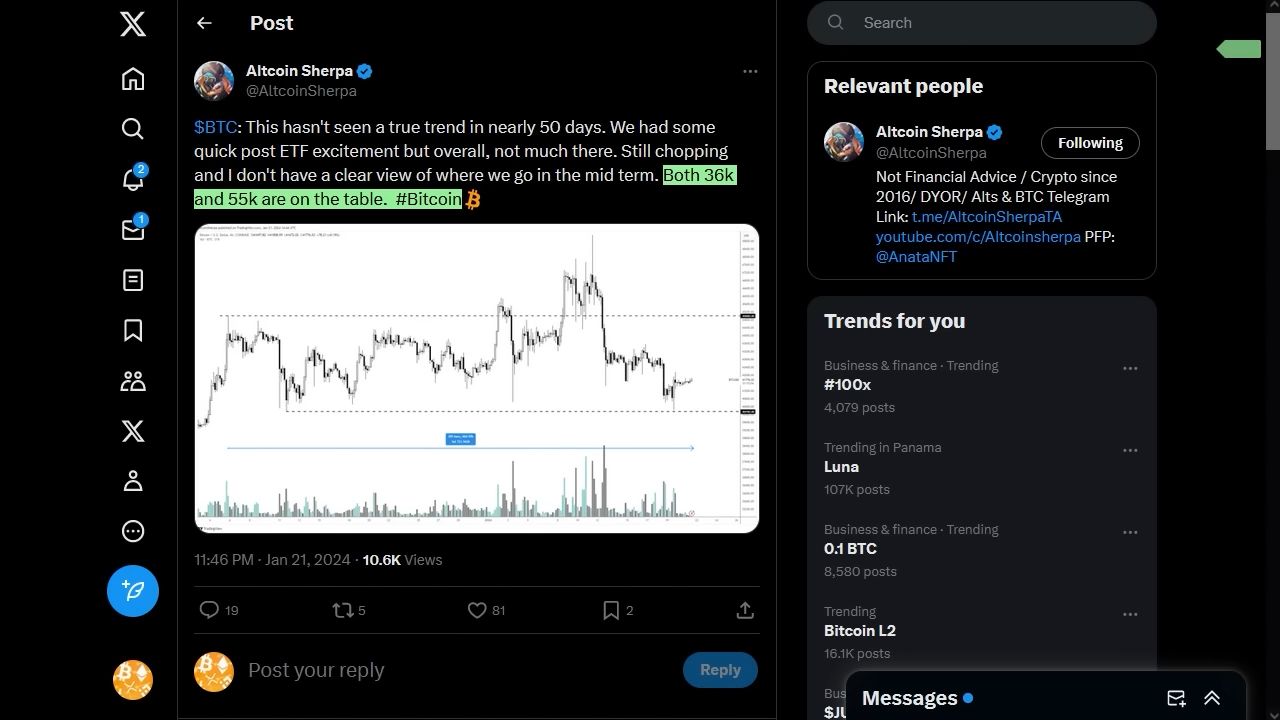 Post
Search
Altcoin Sherpa
@AltcoinSherpa
$BTC: This hasn't seen a true trend in nearly 50 days. We had some
quick post ETF excitement but overall, not much there. Still chopping
and I don't have a clear view of where we go in the mid term. Both 36k
and 55k are on the table. #Bitcoin
11:46 PM · Jan 21, 2024 · 10.6K Views
19
5
81
2
Post your reply
Reply
2
1
Relevant people
Altcoin Sherpa
@AltcoinSherpa
Following
Not Financial Advice / Crypto since
2016/ DYOR/ Alts & BTC Telegram
Link: t.me/AltcoinSherpaTA
youtube.com/c/Altcoinsherpa PFP:
@AnataNFT
Trends for you
Business & finance · Trending
#100x
4,079 posts
Trending in Panama
Luna
107K posts
Business & finance · Trending
0.1 BTC
8,580 posts
Trending
Bitcoin L2
16.1K posts
Messages